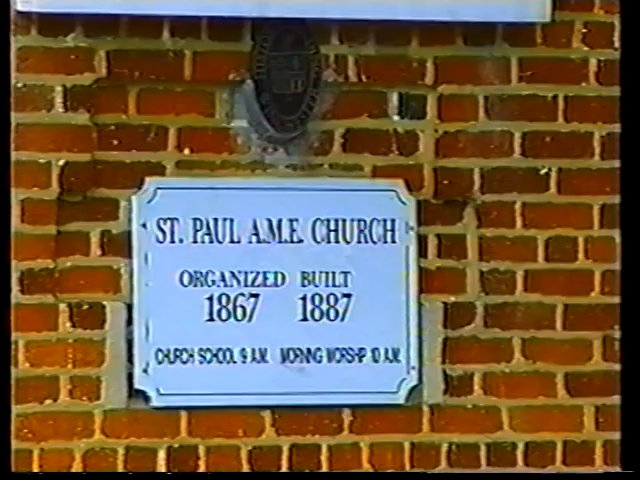 ST. PAUL A.M.E. CHURCH
ORGANIZED BUILT
1867 1887
CHURCH SCHOOL 9 A.M. MORNING WORSHIP 10 A.M.